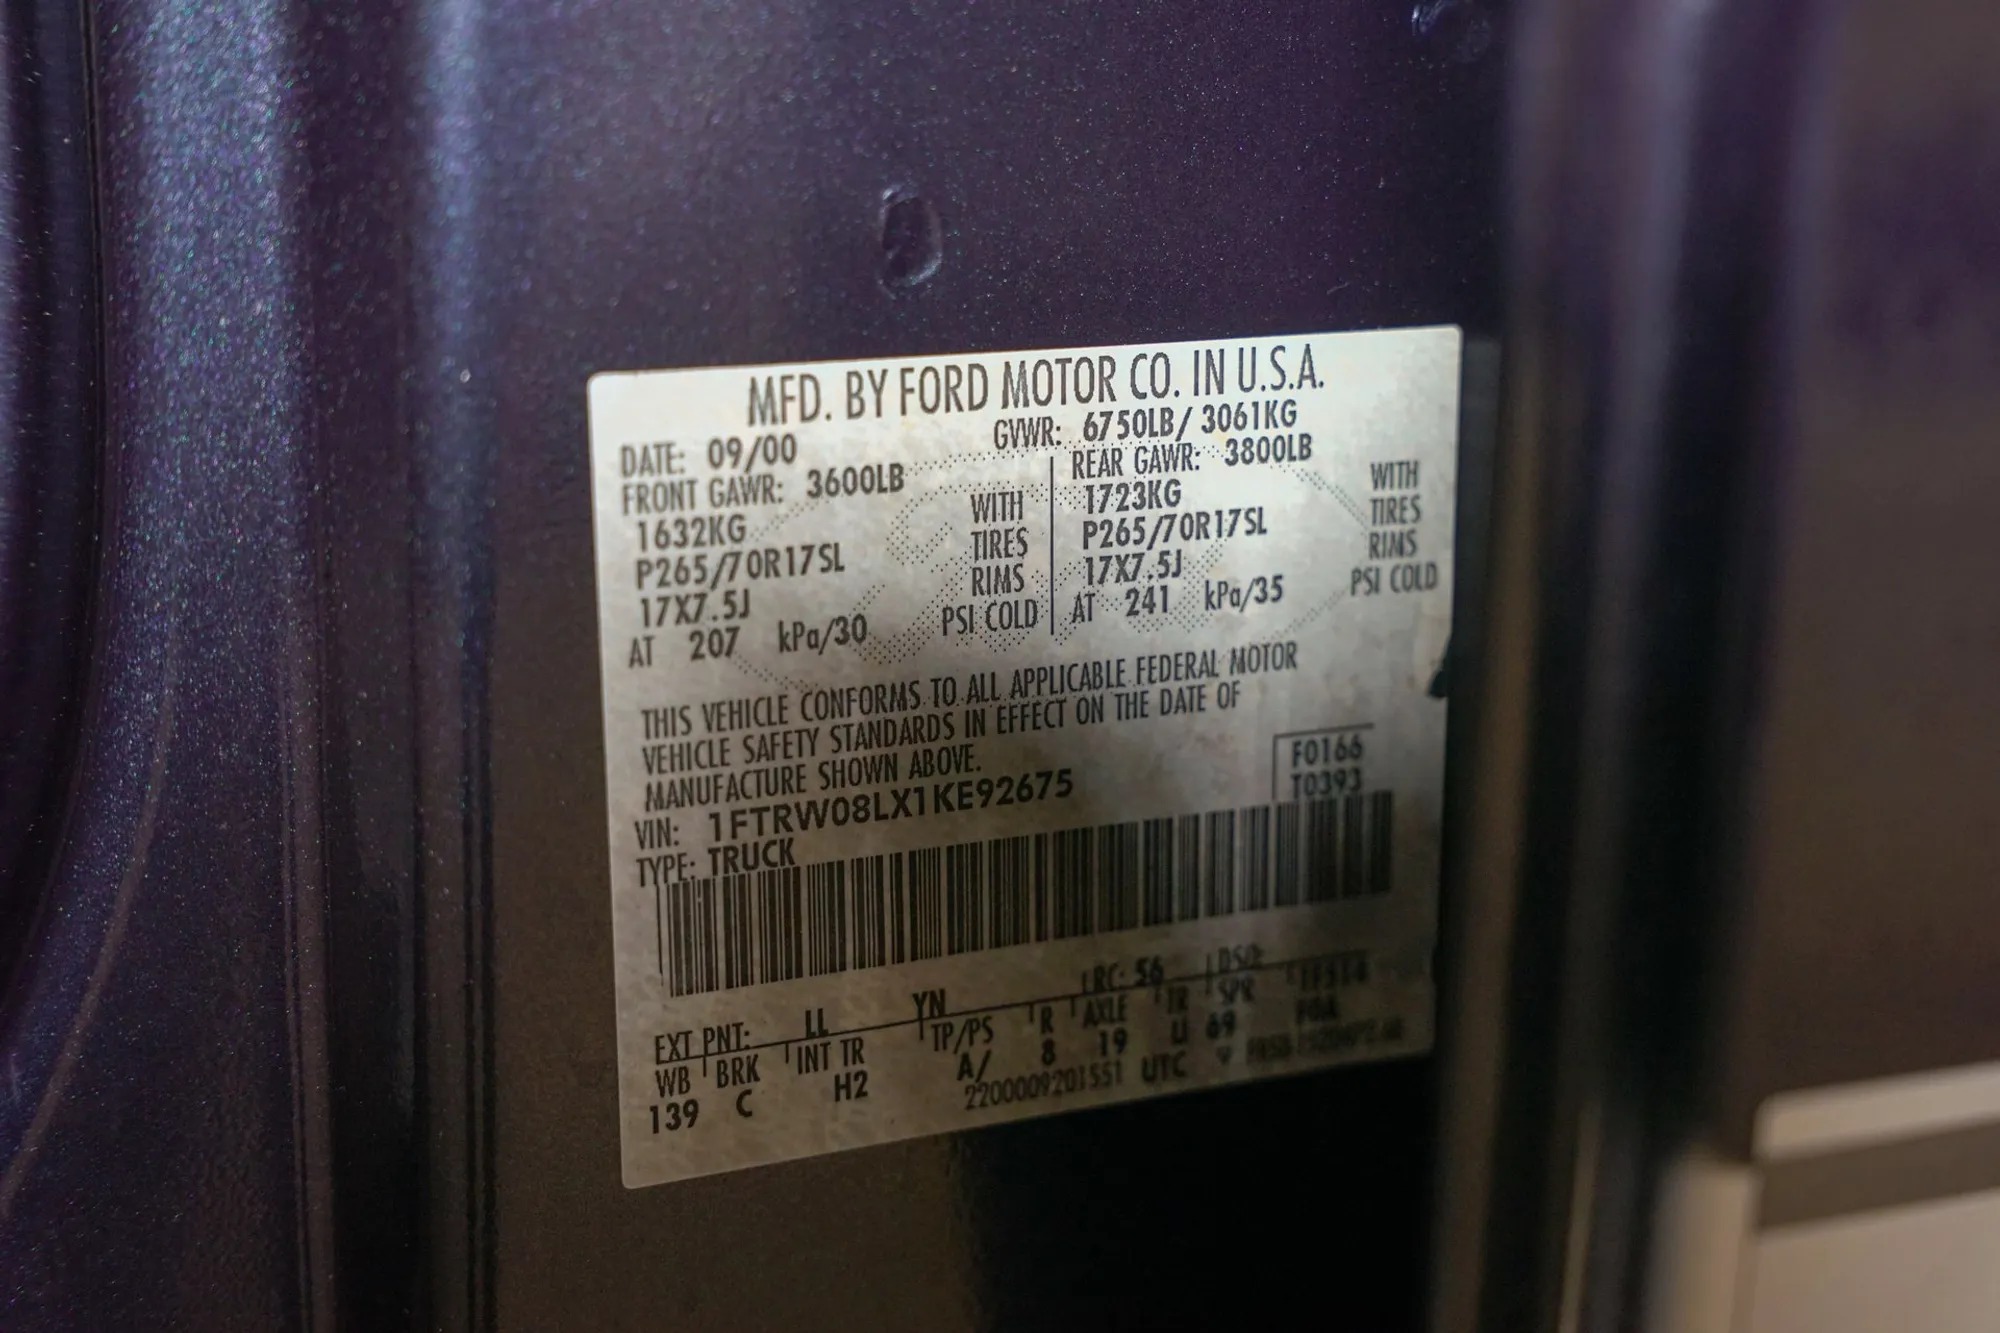 MFD. BY FORD MOTOR CO. IN U.S.A.
DATE: 09/00 GVWR: 6750LB/ 3061KG
FRONT GAWR: 3600LB REAR GAWR: 3800LB
1632KG WITH 1723KG WITH
P265/70R17SL TIRES P265/70R17SL TIRES
17X7.5J RIMS 17X7.5J RIMS
AT 207 kPa/30 PSI COLD AT 241 kPa/35 PSI COLD
THIS VEHICLE CONFORMS TO ALL APPLICABLE FEDERAL MOTOR
VEHICLE SAFETY STANDARDS IN EFFECT ON THE DATE OF
MANUFACTURE SHOWN ABOVE.
F0166
VIN: 1FTRW08LX1KE92675 T0393
TYPE: TRUCK
EXT PNT: LL YN RC: 56 DSO:
WB BRK INT TR TP/PS R AXLE TR SPR
139 C H2 A/ 8 19 U 69
2200009201551 UTC